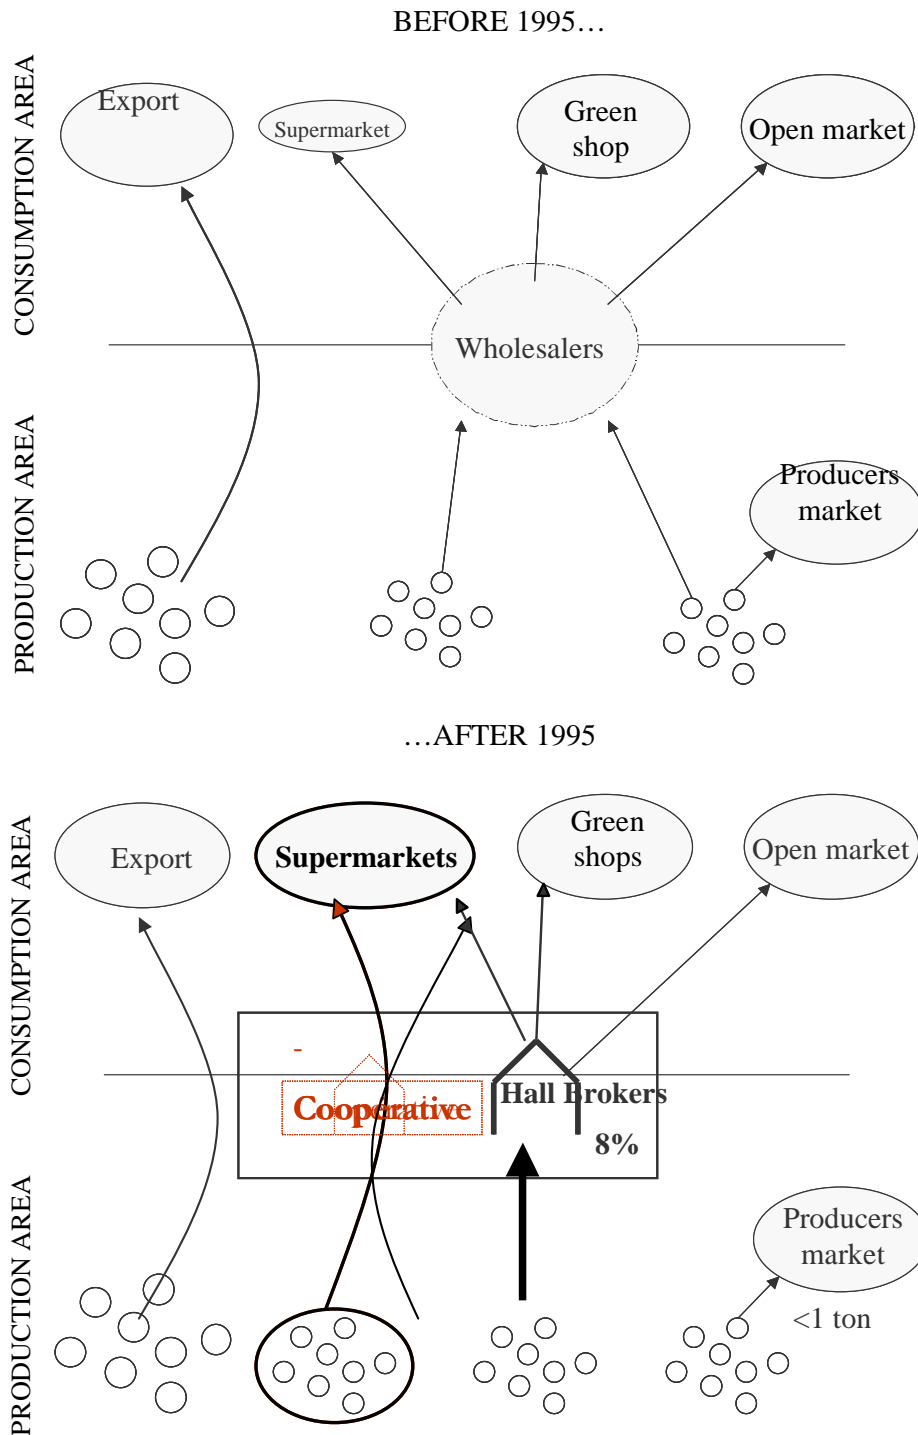 BEFORE 1995…
CONSUMPTION AREA
Export
Supermarket
Green
shop
Open market
Wholesalers
PRODUCTION AREA
Producers
market
…AFTER 1995
CONSUMPTION AREA
Export
Supermarkets
Green
shops
Open market
-
Cooperative
Hall Brokers
8%
PRODUCTION AREA
Producers
market
<1 ton